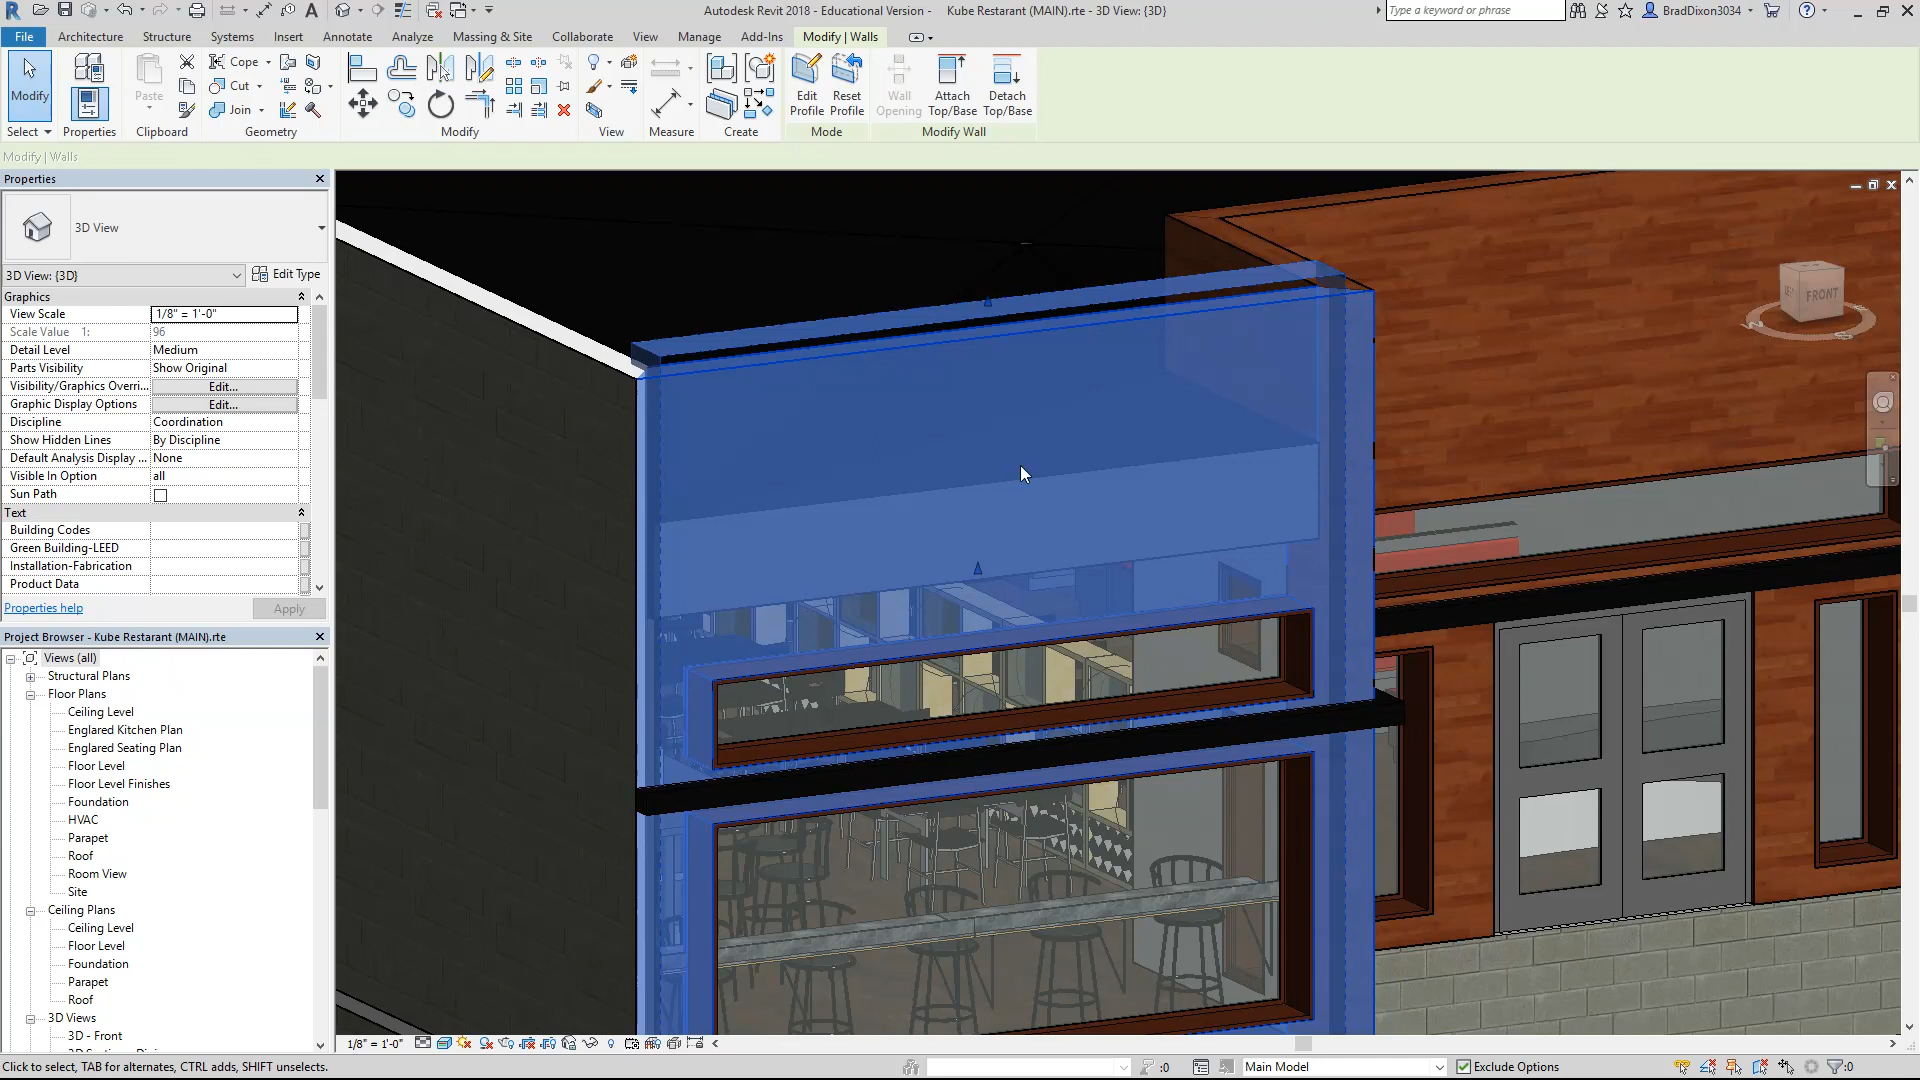 Autodesk Revit 2018 - Educational Version -    Kube Restarant (MAIN).rte - 3D View: {3D}
Type a keyword or phrase
BradDixon3034
File
Architecture
Structure
Systems
Insert
Annotate
Analyze
Massing & Site
Collaborate
View
Manage
Add-Ins
Modify | Walls
Modify
Paste
Cope
Cut
Join
Edit Profile
Reset Profile
Wall Opening
Attach Top/Base
Detach Top/Base
Select
Properties
Clipboard
Geometry
Modify
View
Measure
Create
Mode
Modify Wall
Modify | Walls
Properties
3D View
3D View: {3D}
Edit Type
Graphics
View Scale 1/8" = 1'-0"
Scale Value 1: 96
Detail Level Medium
Parts Visibility Show Original
Visibility/Graphics Overri... Edit...
Graphic Display Options Edit...
Discipline Coordination
Show Hidden Lines By Discipline
Default Analysis Display ... None
Visible In Option all
Sun Path
Text
Building Codes
Green Building-LEED
Installation-Fabrication
Product Data
Properties help
Apply
Project Browser - Kube Restarant (MAIN).rte
Views (all)
Structural Plans
Floor Plans
Ceiling Level
Englared Kitchen Plan
Englared Seating Plan
Floor Level
Floor Level Finishes
Foundation
HVAC
Parapet
Roof
Room View
Site
Ceiling Plans
Ceiling Level
Floor Level
Foundation
Parapet
Roof
3D Views
3D - Front
FRONT
1/8" = 1'-0"
Click to select, TAB for alternates, CTRL adds, SHIFT unselects.
:0
Main Model
Exclude Options
:0